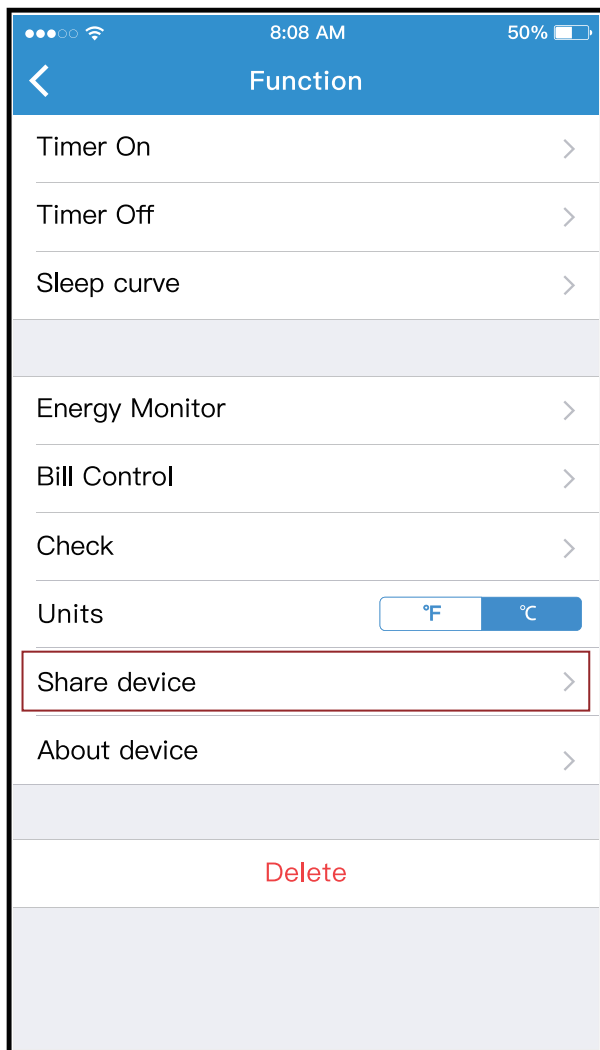 8:08 AM 50%
Function
Timer On
Timer Off
Sleep curve
Energy Monitor
Bill Control
Check
Units °F °C
Share device
About device
Delete